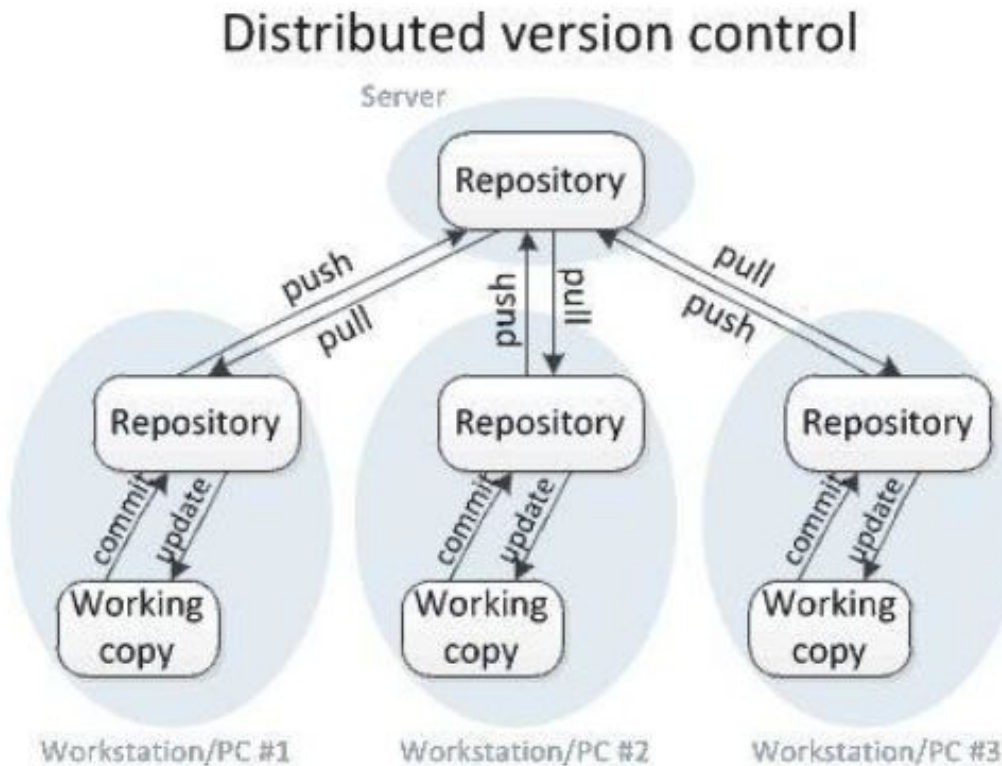 Distributed version control
Server
Repository
push
pull
push
pull
pull
push
Repository
Repository
Repository
commit
update
commit
update
commit
update
Working
copy
Working
copy
Working
copy
Workstation/PC #1
Workstation/PC #2
Workstation/PC #3